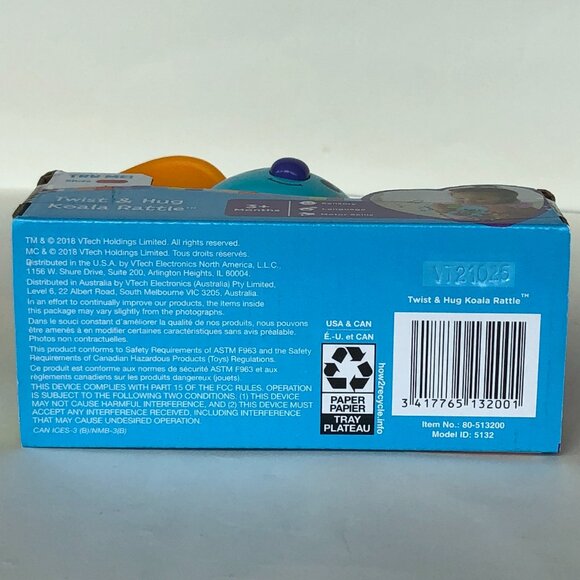 TRY ME!
Twist & Hug
Koala Rattle™
3+
Months
Sensory
Language
Motor Skills
TM & © 2018 VTech Holdings Limited. All rights reserved.
MC & © 2018 VTech Holdings Limited. Tous droits réservés.
Distributed in the U.S.A. by VTech Electronics North America, L.L.C.,
1156 W. Shure Drive, Suite 200, Arlington Heights, IL 60004.
Distributed in Australia by VTech Electronics (Australia) Pty Limited,
Level 6, 22 Albert Road, South Melbourne VIC 3205, Australia.
In an effort to continually improve our products, the items inside
this package may vary slightly from the photographs.
Dans le souci constant d'améliorer la qualité de nos produits, nous pouvons
être amenés à en modifier certaines caractéristiques sans avis préalable.
Photos non contractuelles
This product conforms to Safety Requirements of ASTM F963 and the Safety
Requirements of Canadian Hazardous Products (Toys) Regulations.
Ce produit est conforme aux normes de sécurité ASTM F963 et aux
règlements canadiens sur les produits dangereux (jouets).
THIS DEVICE COMPLIES WITH PART 15 OF THE FCC RULES. OPERATION
IS SUBJECT TO THE FOLLOWING TWO CONDITIONS: (1) THIS DEVICE
MAY NOT CAUSE HARMFUL INTERFERENCE, AND (2) THIS DEVICE MUST
ACCEPT ANY INTERFERENCE RECEIVED, INCLUDING INTERFERENCE
THAT MAY CAUSE UNDESIRED OPERATION.
CAN ICES-3 (B)/NMB-3(B)
USA & CAN
É.-U. et CAN
PAPER
PAPIER
TRAY
PLATEAU
how2recycle.info
VT21025
Twist & Hug Koala Rattle™
3 417765 132001
Item No.: 80-513200
Model ID: 5132